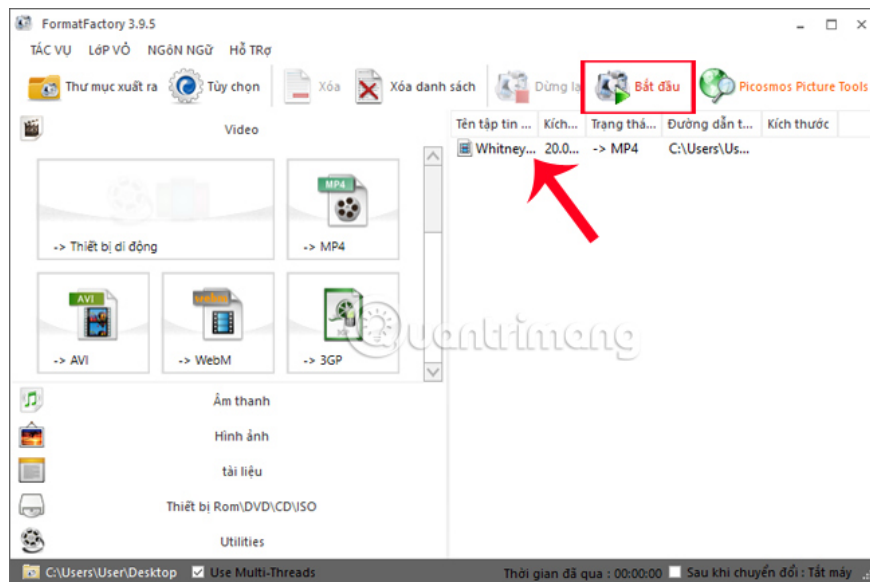 FormatFactory 3.9.5
TÁC VỤ LớP VỎ NGôN NGữ Hỗ TRợ
Thư mục xuất ra Tùy chọn Xóa Xóa danh sách Dừng lạ Bắt đầu Picosmos Picture Tools
Video
Tên tập tin ... Kích... Trạng thá... Đường dẫn t... Kích thước
Whitney... 20.0... -> MP4 C:\Users\Us...
MP4
-> Thiết bị di động -> MP4
AVI
-> AVI -> WebM -> 3GP
Quantrimang
Âm thanh
Hình ảnh
tài liệu
Thiết bị Rom\DVD\CD\ISO
Utilities
C:\Users\User\Desktop Use Multi-Threads Thời gian đã qua : 00:00:00 Sau khi chuyển đổi : Tắt máy